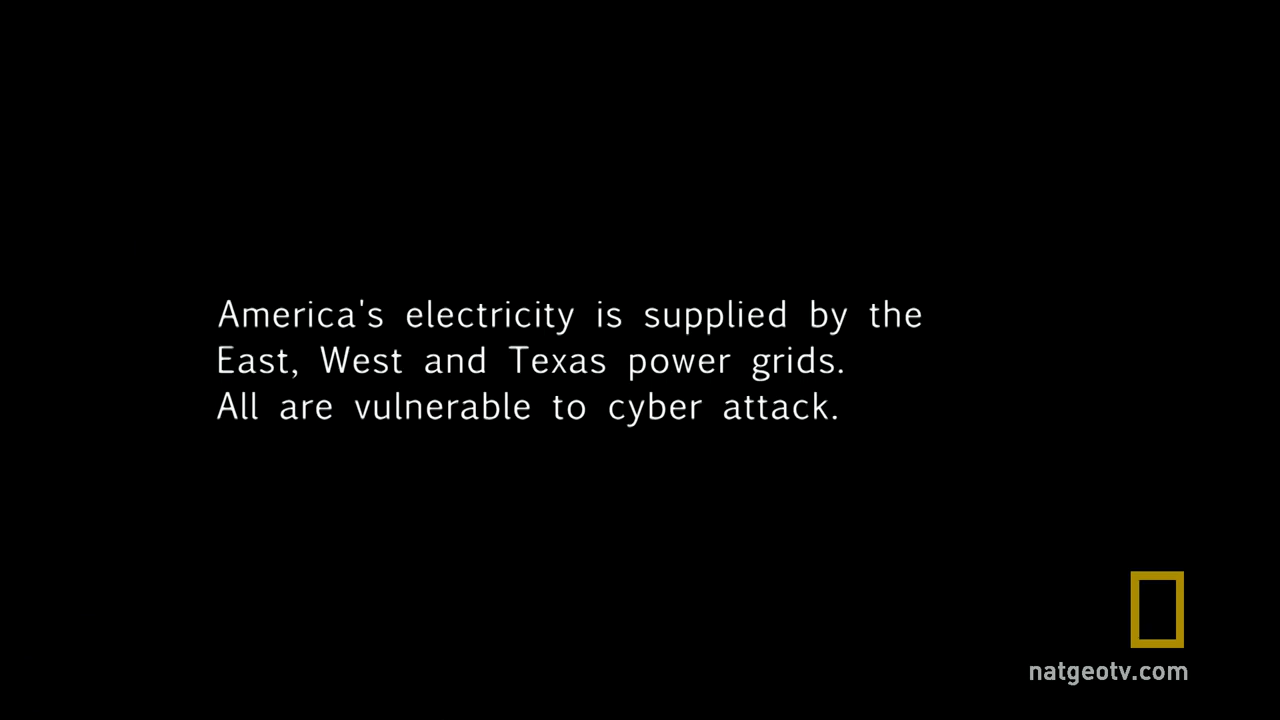 America's electricity is supplied by the
East, West and Texas power grids.
All are vulnerable to cyber attack.
natgeotv.com